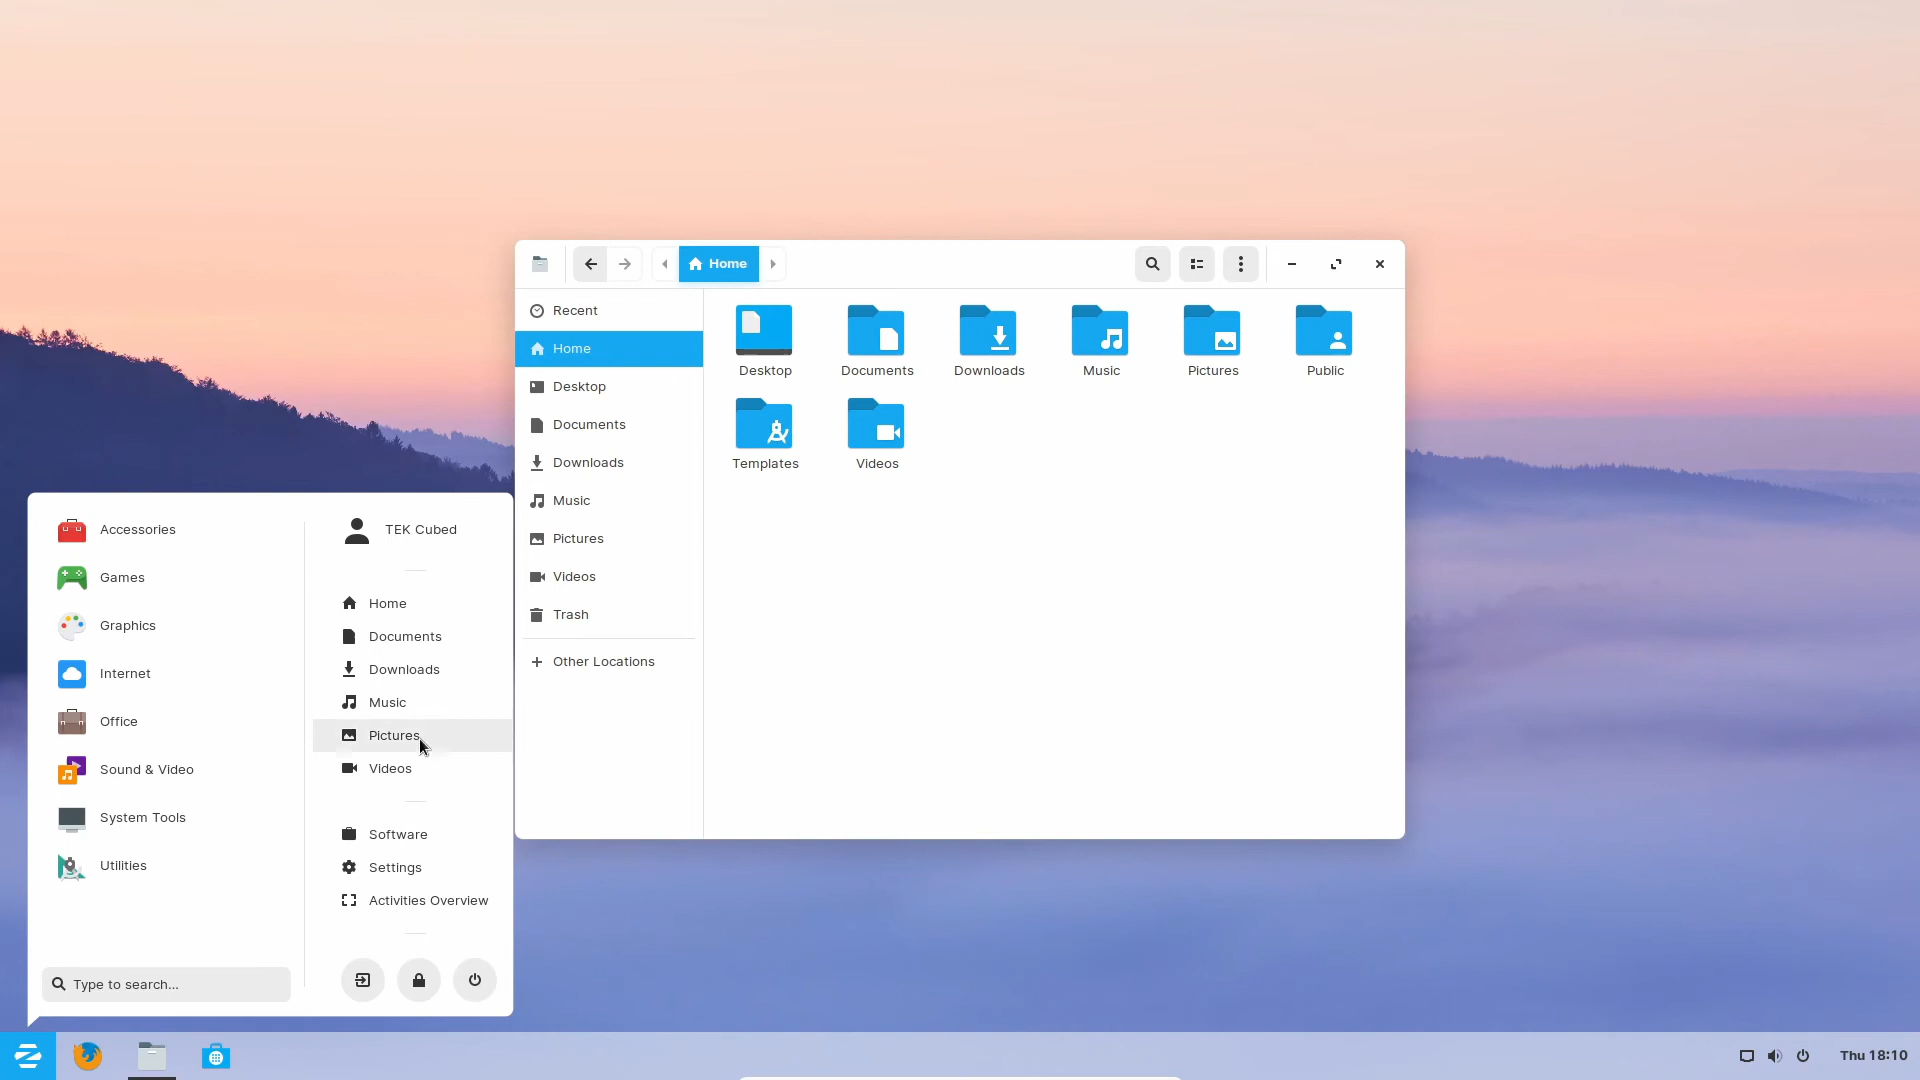 Home
Recent
Home
Desktop
Documents
Downloads
Music
Pictures
Videos
Trash
Other Locations
Desktop
Documents
Downloads
Music
Pictures
Public
Templates
Videos
Accessories
Games
Graphics
Internet
Office
Sound & Video
System Tools
Utilities
Type to search...
TEK Cubed
Home
Documents
Downloads
Music
Pictures
Videos
Software
Settings
Activities Overview
Thu 18:10